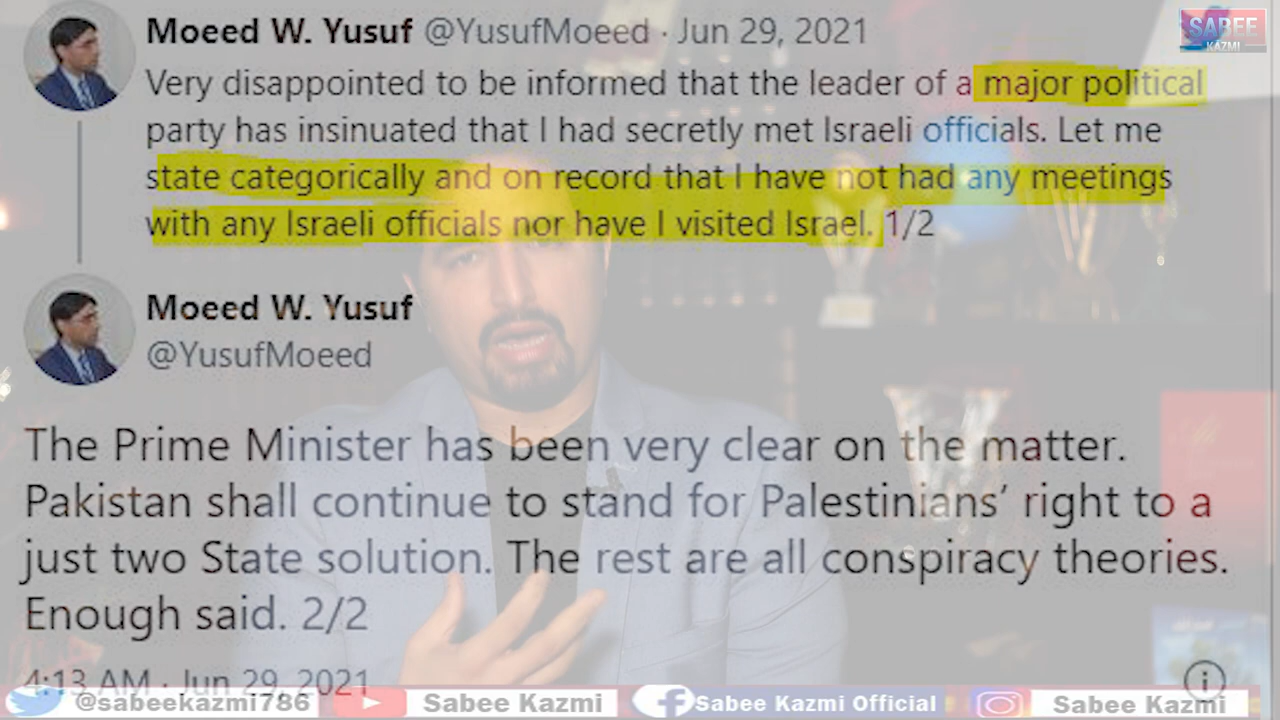 Moeed W. Yusuf @YusufMoeed · Jun 29, 2021
Very disappointed to be informed that the leader of a major political
party has insinuated that I had secretly met Israeli officials. Let me
state categorically and on record that I have not had any meetings
with any Israeli officials nor have I visited Israel. 1/2
Moeed W. Yusuf
@YusufMoeed
The Prime Minister has been very clear on the matter.
Pakistan shall continue to stand for Palestinians’ right to a
just two State solution. The rest are all conspiracy theories.
Enough said. 2/2
4:13 AM · Jun 29, 2021
SABEE
KAZMI
@sabeekazmi786 Sabee Kazmi Sabee Kazmi Official Sabee Kazmi